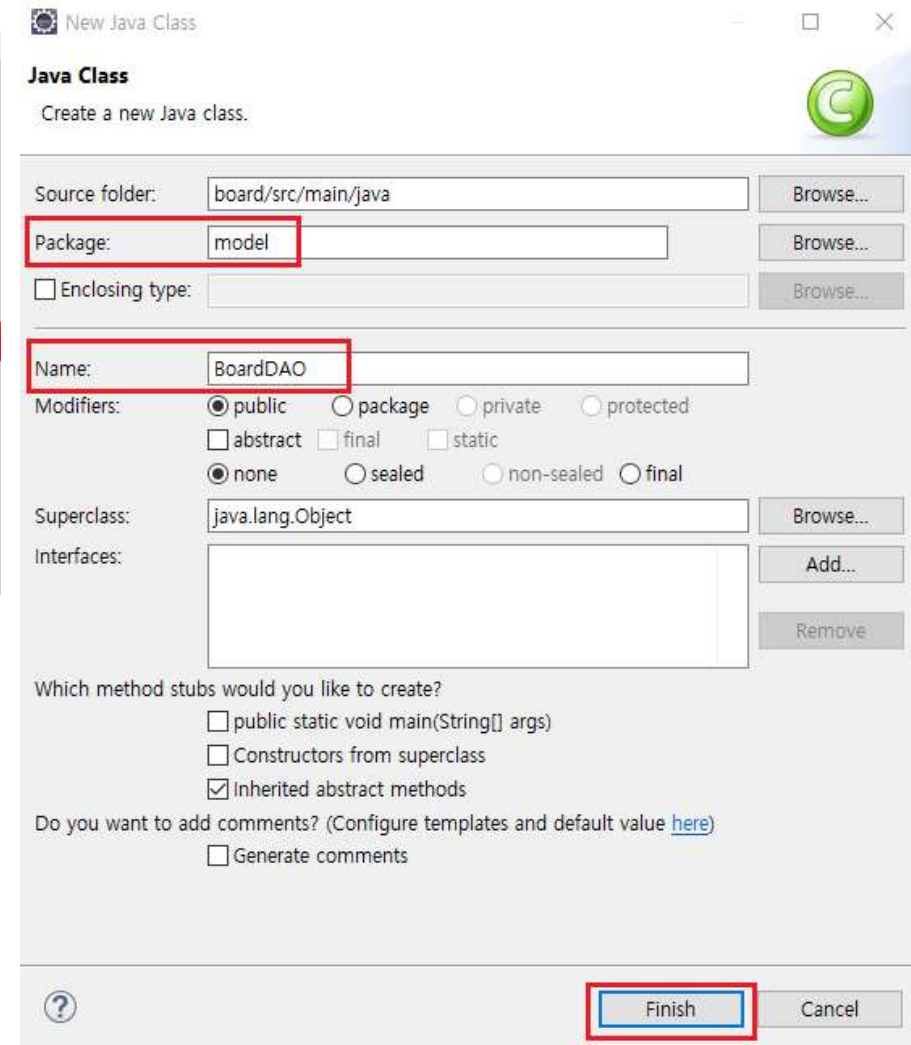 New Java Class
Java Class
Create a new Java class.
Source folder: board/src/main/java Browse...
Package: model Browse...
Enclosing type: Browse...
Name: BoardDAO
Modifiers: public package private protected
abstract final static
none sealed non-sealed final
Superclass: java.lang.Object Browse...
Interfaces: Add...
Remove
Which method stubs would you like to create?
public static void main(String[] args)
Constructors from superclass
Inherited abstract methods
Do you want to add comments? (Configure templates and default value here)
Generate comments
? Finish Cancel